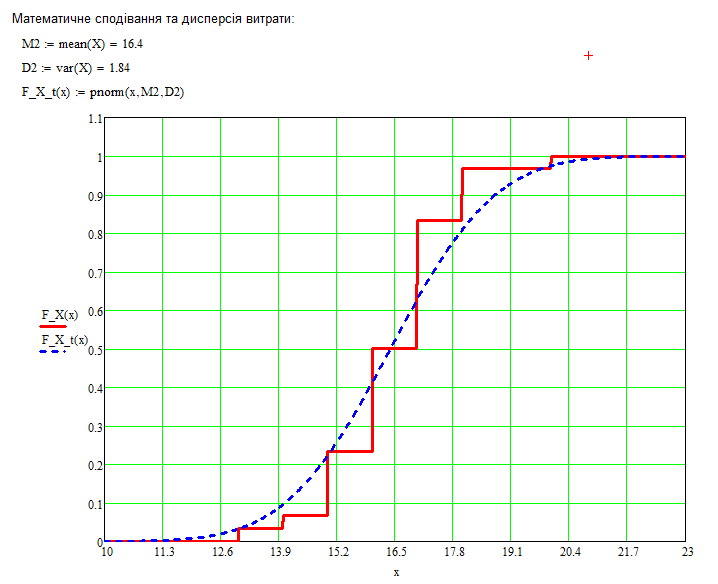 Математичне сподівання та дисперсія витрати:
M2 := mean(X) = 16.4
D2 := var(X) = 1.84
F_X_t(x) := pnorm(x, M2, D2)
1.1
1
0.9
0.8
0.7
0.6
F_X(x)
F_X_t(x)
0.5
0.4
0.3
0.2
0.1
0
10 11.3 12.6 13.9 15.2 16.5 17.8 19.1 20.4 21.7 23
x